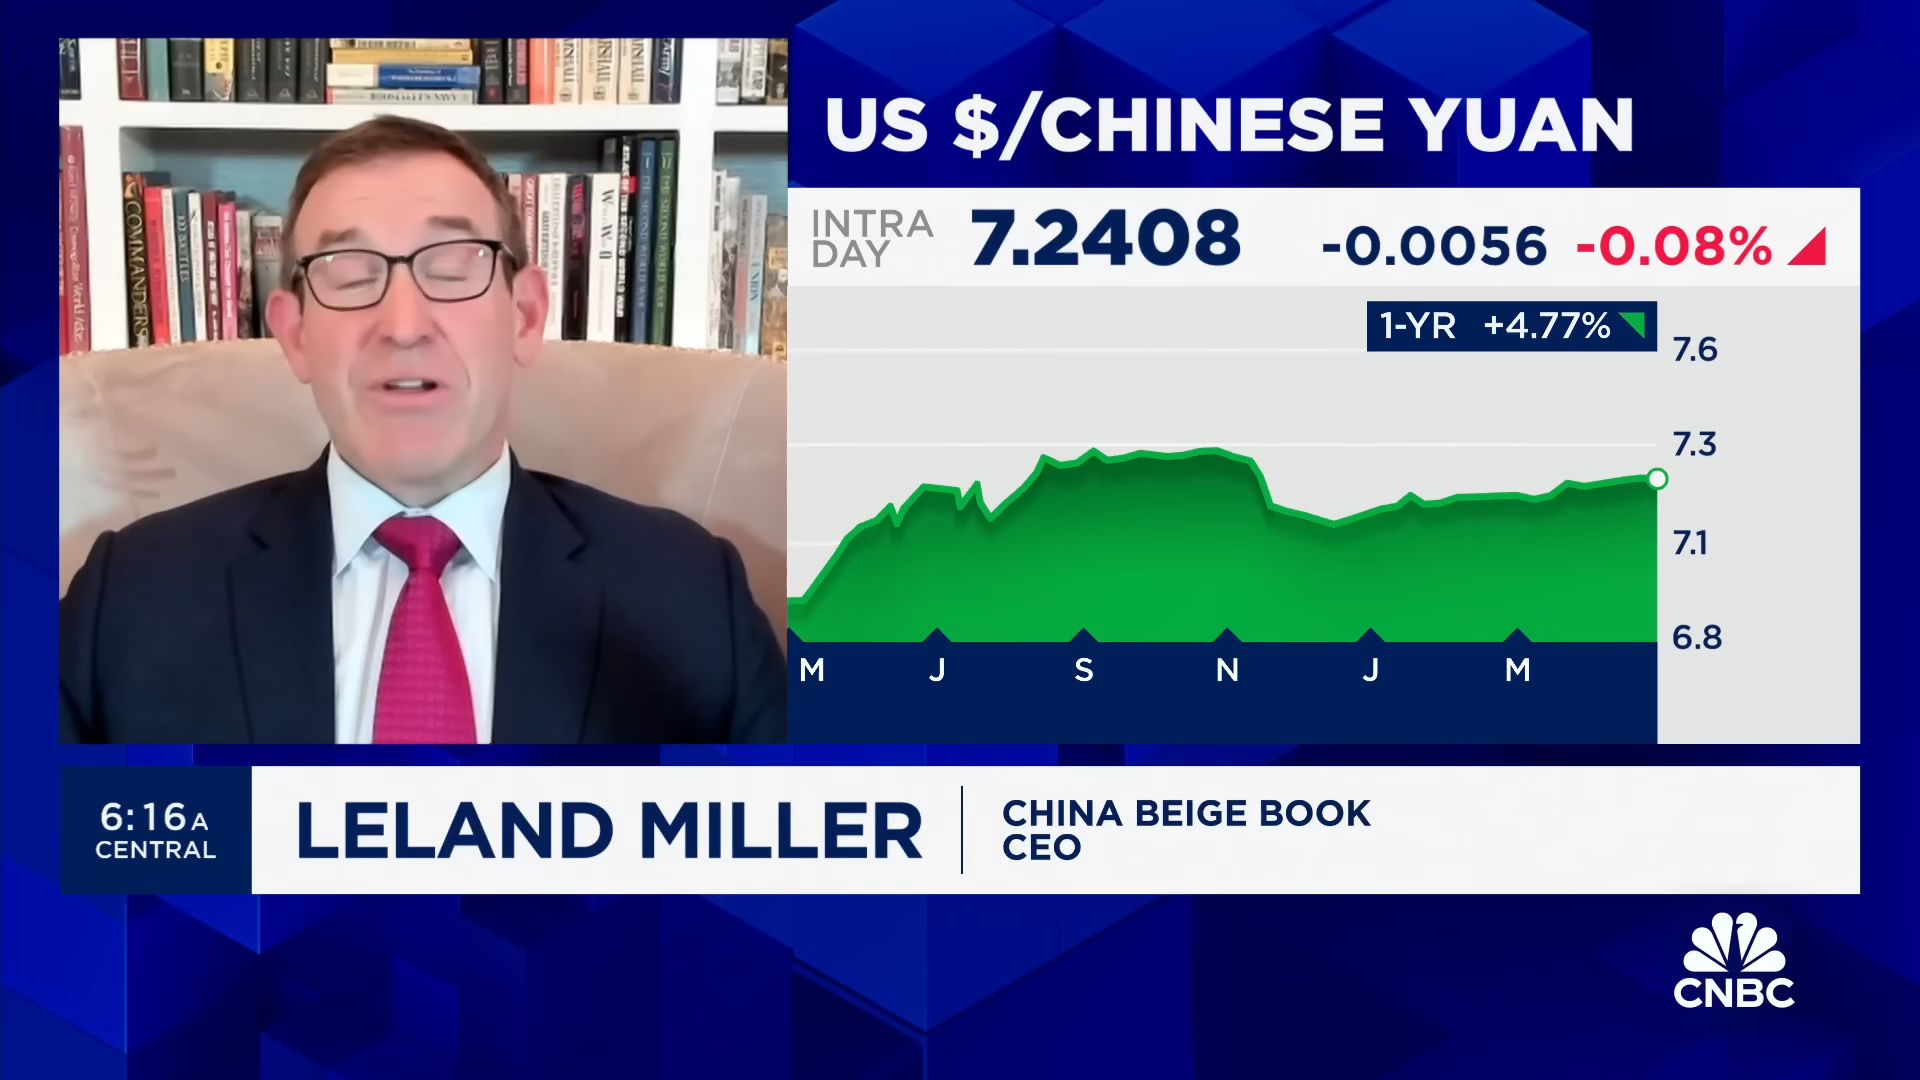 US $/CHINESE YUAN
INTRA
DAY
7.2408 -0.0056 -0.08%
1-YR +4.77%
7.6
7.3
7.1
6.8
M J S N J M
COMMANDERS
6:16A
CENTRAL
LELAND MILLER
CHINA BEIGE BOOK
CEO
CNBC